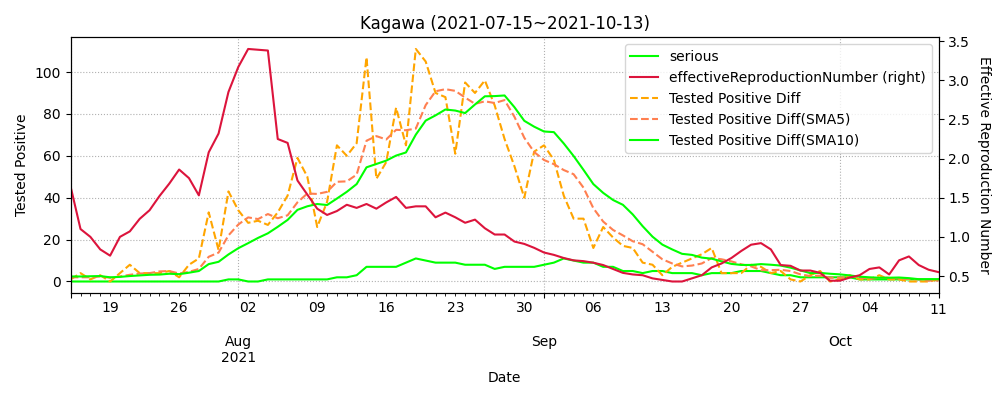 Kagawa (2021-07-15~2021-10-13)
Tested Positive
100
80
60
40
20
0
3.5
3.0
2.5
2.0
1.5
1.0
0.5
Effective Reproduction Number
serious
effectiveReproductionNumber (right)
Tested Positive Diff
Tested Positive Diff(SMA5)
Tested Positive Diff(SMA10)
19 26 02 09 16 23 30 06 13 20 27 04 11
Aug Sep Oct
2021
Date